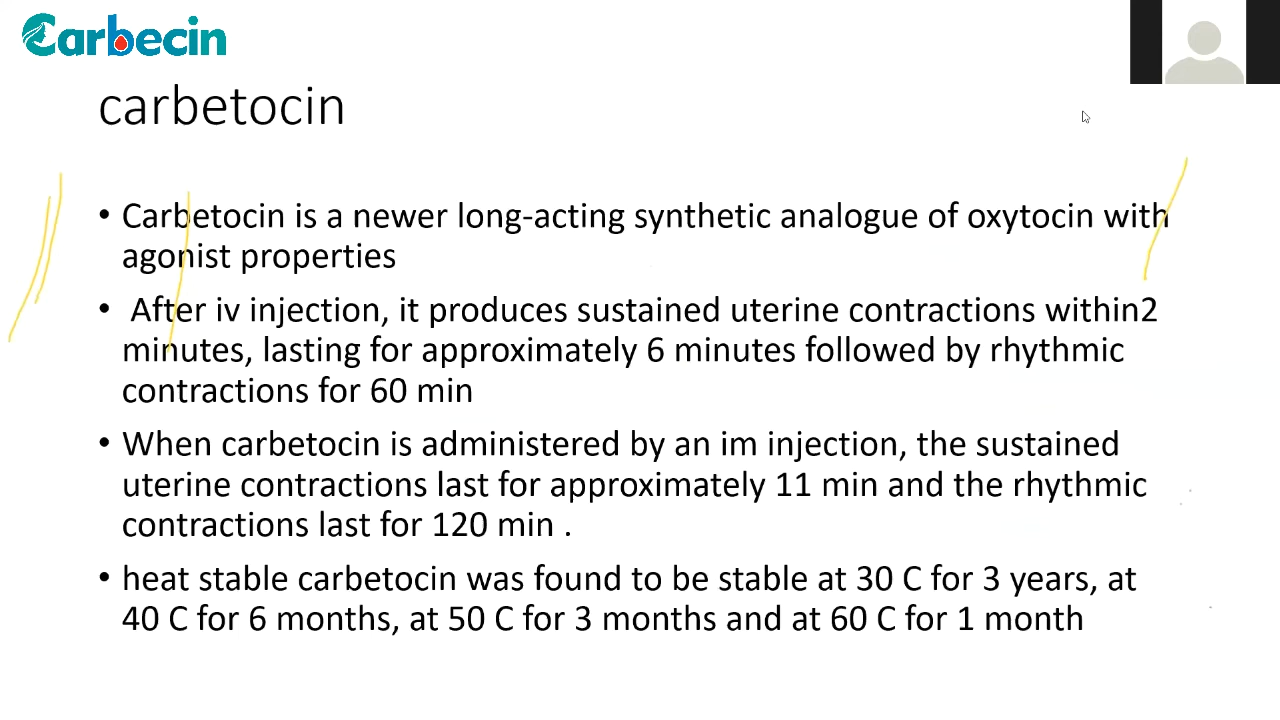 Carbecin
carbetocin
• Carbetocin is a newer long-acting synthetic analogue of oxytocin with
agonist properties
• After iv injection, it produces sustained uterine contractions within2
minutes, lasting for approximately 6 minutes followed by rhythmic
contractions for 60 min
• When carbetocin is administered by an im injection, the sustained
uterine contractions last for approximately 11 min and the rhythmic
contractions last for 120 min .
• heat stable carbetocin was found to be stable at 30 C for 3 years, at
40 C for 6 months, at 50 C for 3 months and at 60 C for 1 month